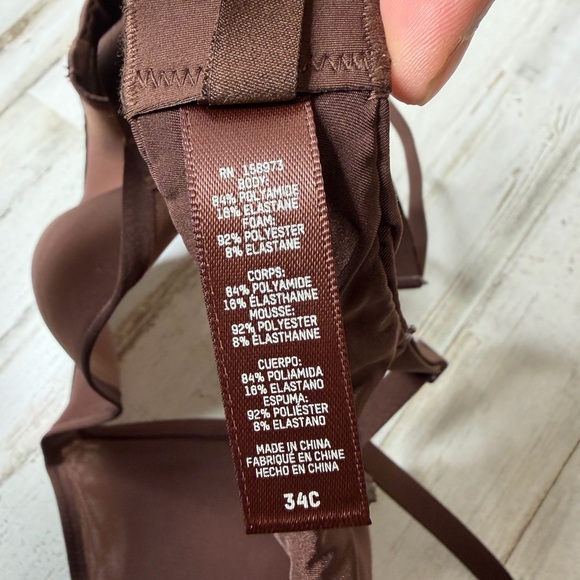 RN 158973
BODY:
84% POLYAMIDE
16% ELASTANE
FOAM:
92% POLYESTER
8% ELASTANE
CORPS:
84% POLYAMIDE
16% ÉLASTHANNE
MOUSSE:
92% POLYESTER
8% ÉLASTHANNE
CUERPO:
84% POLIAMIDA
16% ELASTANO
ESPUMA:
92% POLIÉSTER
8% ELASTANO
MADE IN CHINA
FABRIQUÉ EN CHINE
HECHO EN CHINA
34C